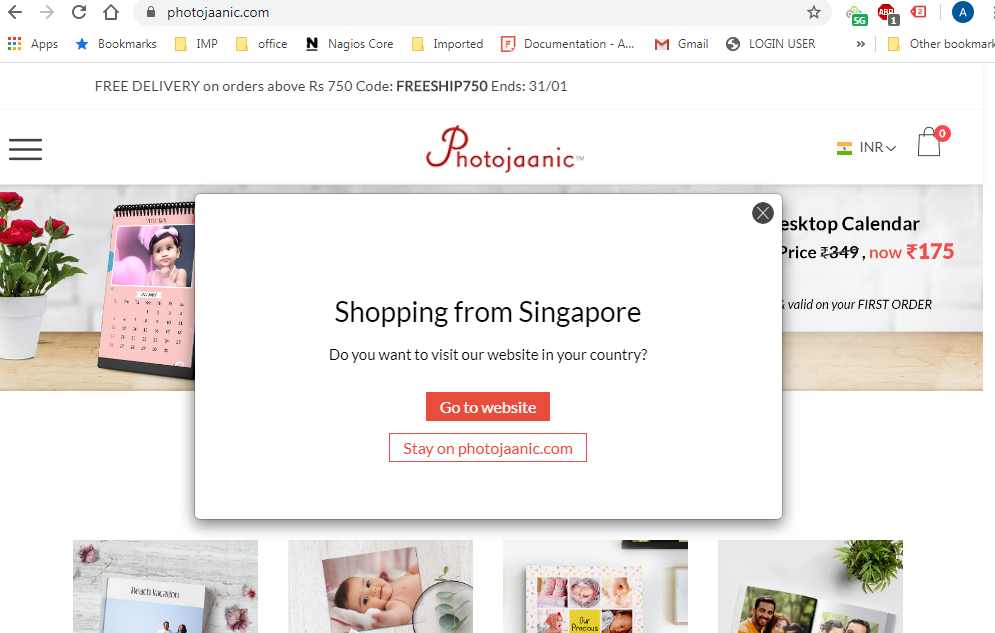 photojaanic.com
SG
ABP
1
2
A
Apps
Bookmarks
IMP
office
N Nagios Core
Imported
Documentation - A...
Gmail
LOGIN USER
»
Other bookmark
FREE DELIVERY on orders above Rs 750 Code: FREESHIP750 Ends: 31/01
Photojaanic™
INR
0
esktop Calendar
Price ₹349 , now ₹175
& valid on your FIRST ORDER
Shopping from Singapore
Do you want to visit our website in your country?
Go to website
Stay on photojaanic.com
Beach Vacation
Our
Precious